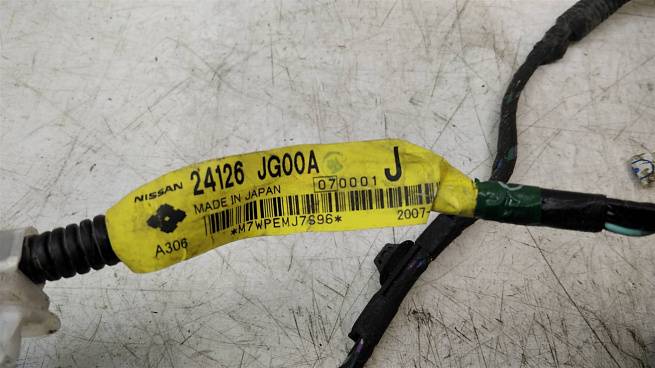 NISSAN 24126 JG00A J
MADE IN JAPAN 070001
A306 *M7WPEMJ7S96* 2007-